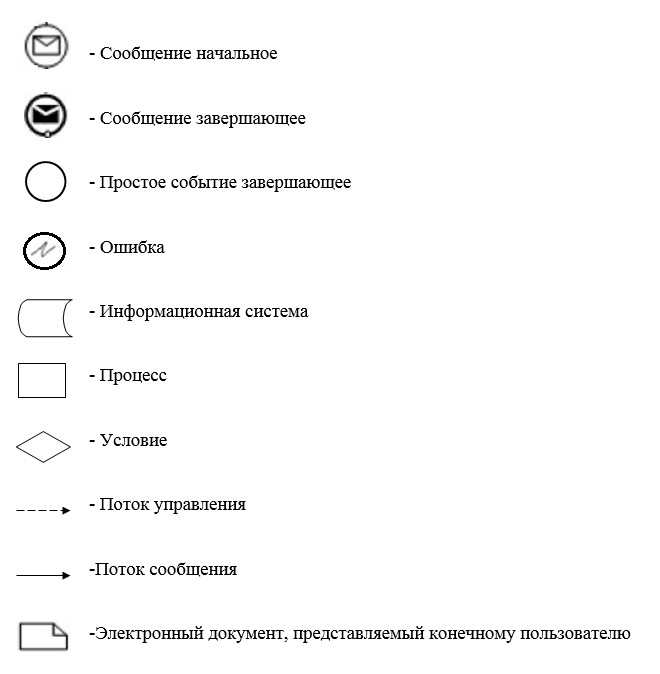 - Сообщение начальное
- Сообщение завершающее
- Простое событие завершающее
- Ошибка
- Информационная система
- Процесс
- Условие
- Поток управления
-Поток сообщения
-Электронный документ, представляемый конечному пользователю